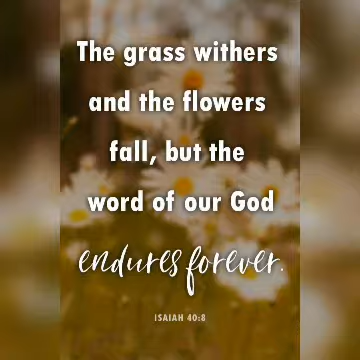 The grass withers
and the flowers
fall, but the
word of our God
endures forever.
ISAIAH 40:8